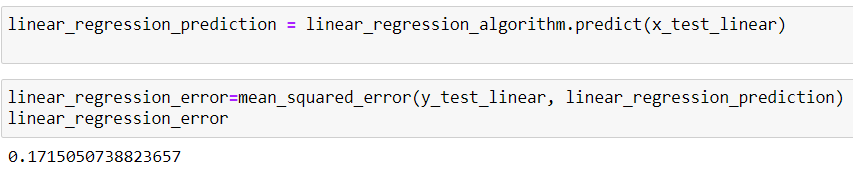 linear_regression_prediction = linear_regression_algorithm.predict(x_test_linear)
linear_regression_error=mean_squared_error(y_test_linear, linear_regression_prediction)
linear_regression_error
0.1715050738823657